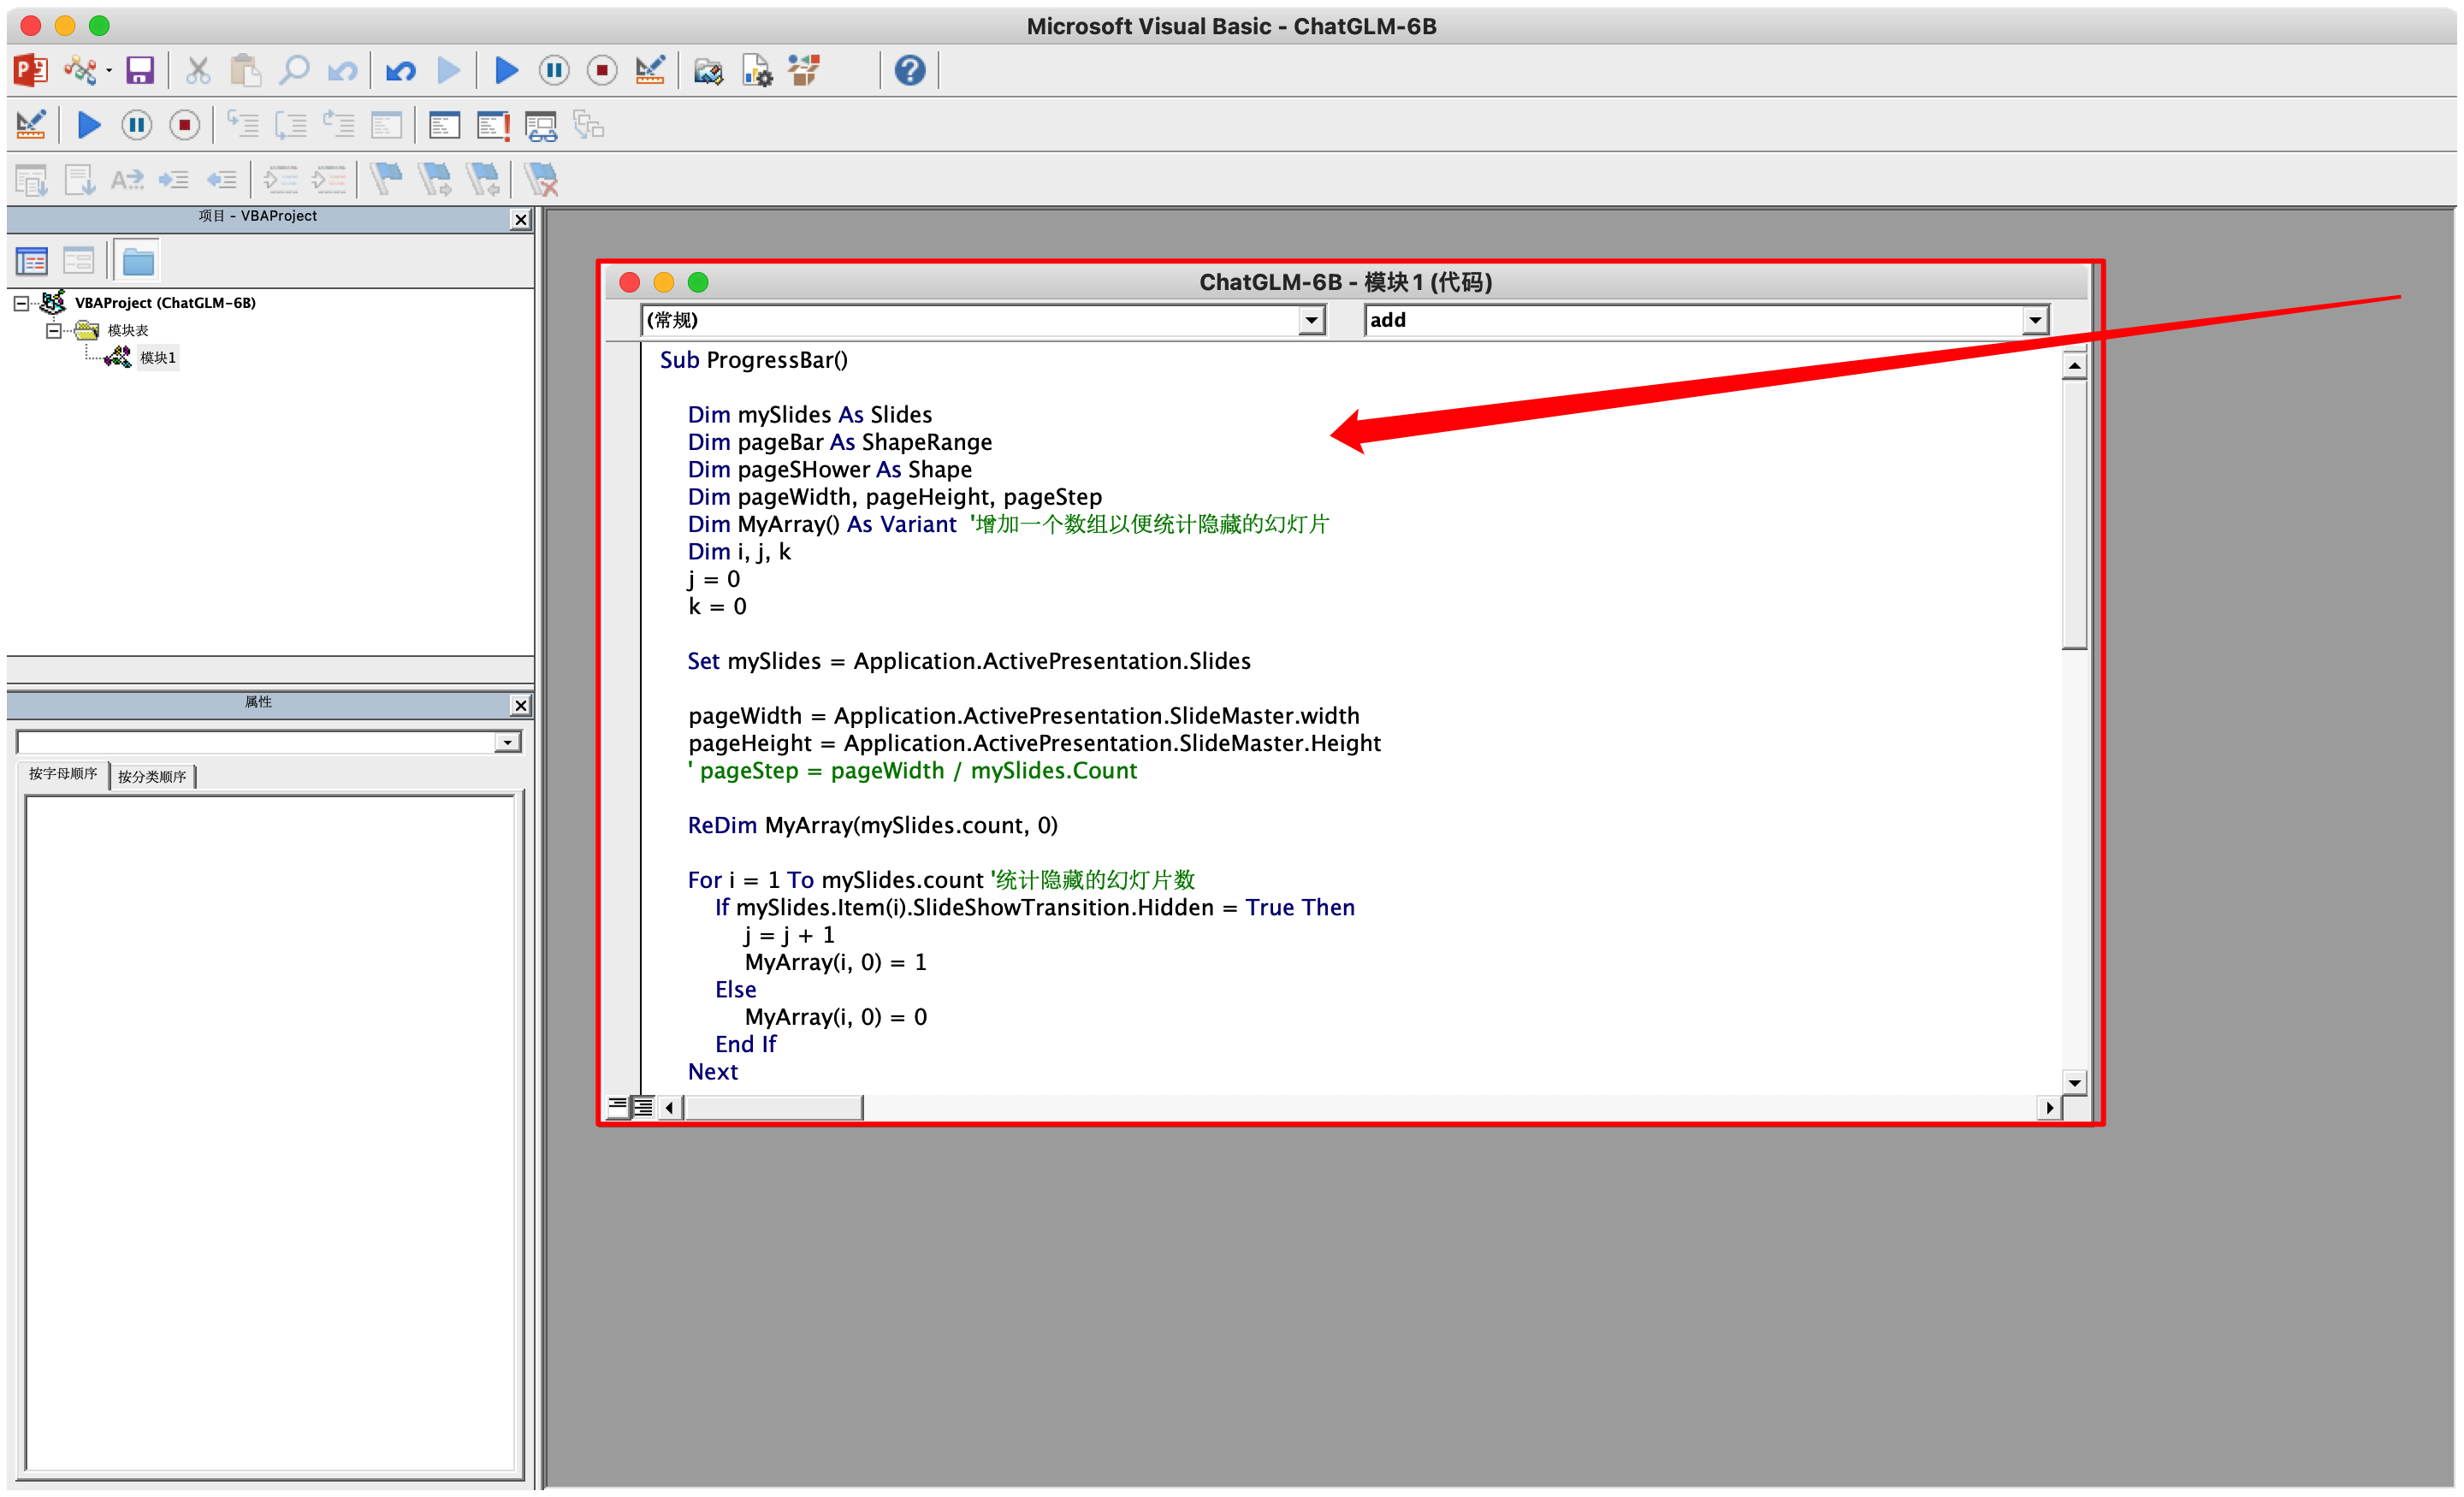 Microsoft Visual Basic - ChatGLM-6B
项目 - VBAProject
VBAProject (ChatGLM-6B)
模块表
模块1
属性
按字母顺序
按分类顺序
ChatGLM-6B - 模块1 (代码)
(常规)
add
Sub ProgressBar()
Dim mySlides As Slides
Dim pageBar As ShapeRange
Dim pageSHower As Shape
Dim pageWidth, pageHeight, pageStep
Dim MyArray() As Variant '增加一个数组以便统计隐藏的幻灯片
Dim i, j, k
j = 0
k = 0
Set mySlides = Application.ActivePresentation.Slides
pageWidth = Application.ActivePresentation.SlideMaster.width
pageHeight = Application.ActivePresentation.SlideMaster.Height
' pageStep = pageWidth / mySlides.Count
ReDim MyArray(mySlides.count, 0)
For i = 1 To mySlides.count '统计隐藏的幻灯片数
If mySlides.Item(i).SlideShowTransition.Hidden = True Then
j = j + 1
MyArray(i, 0) = 1
Else
MyArray(i, 0) = 0
End If
Next